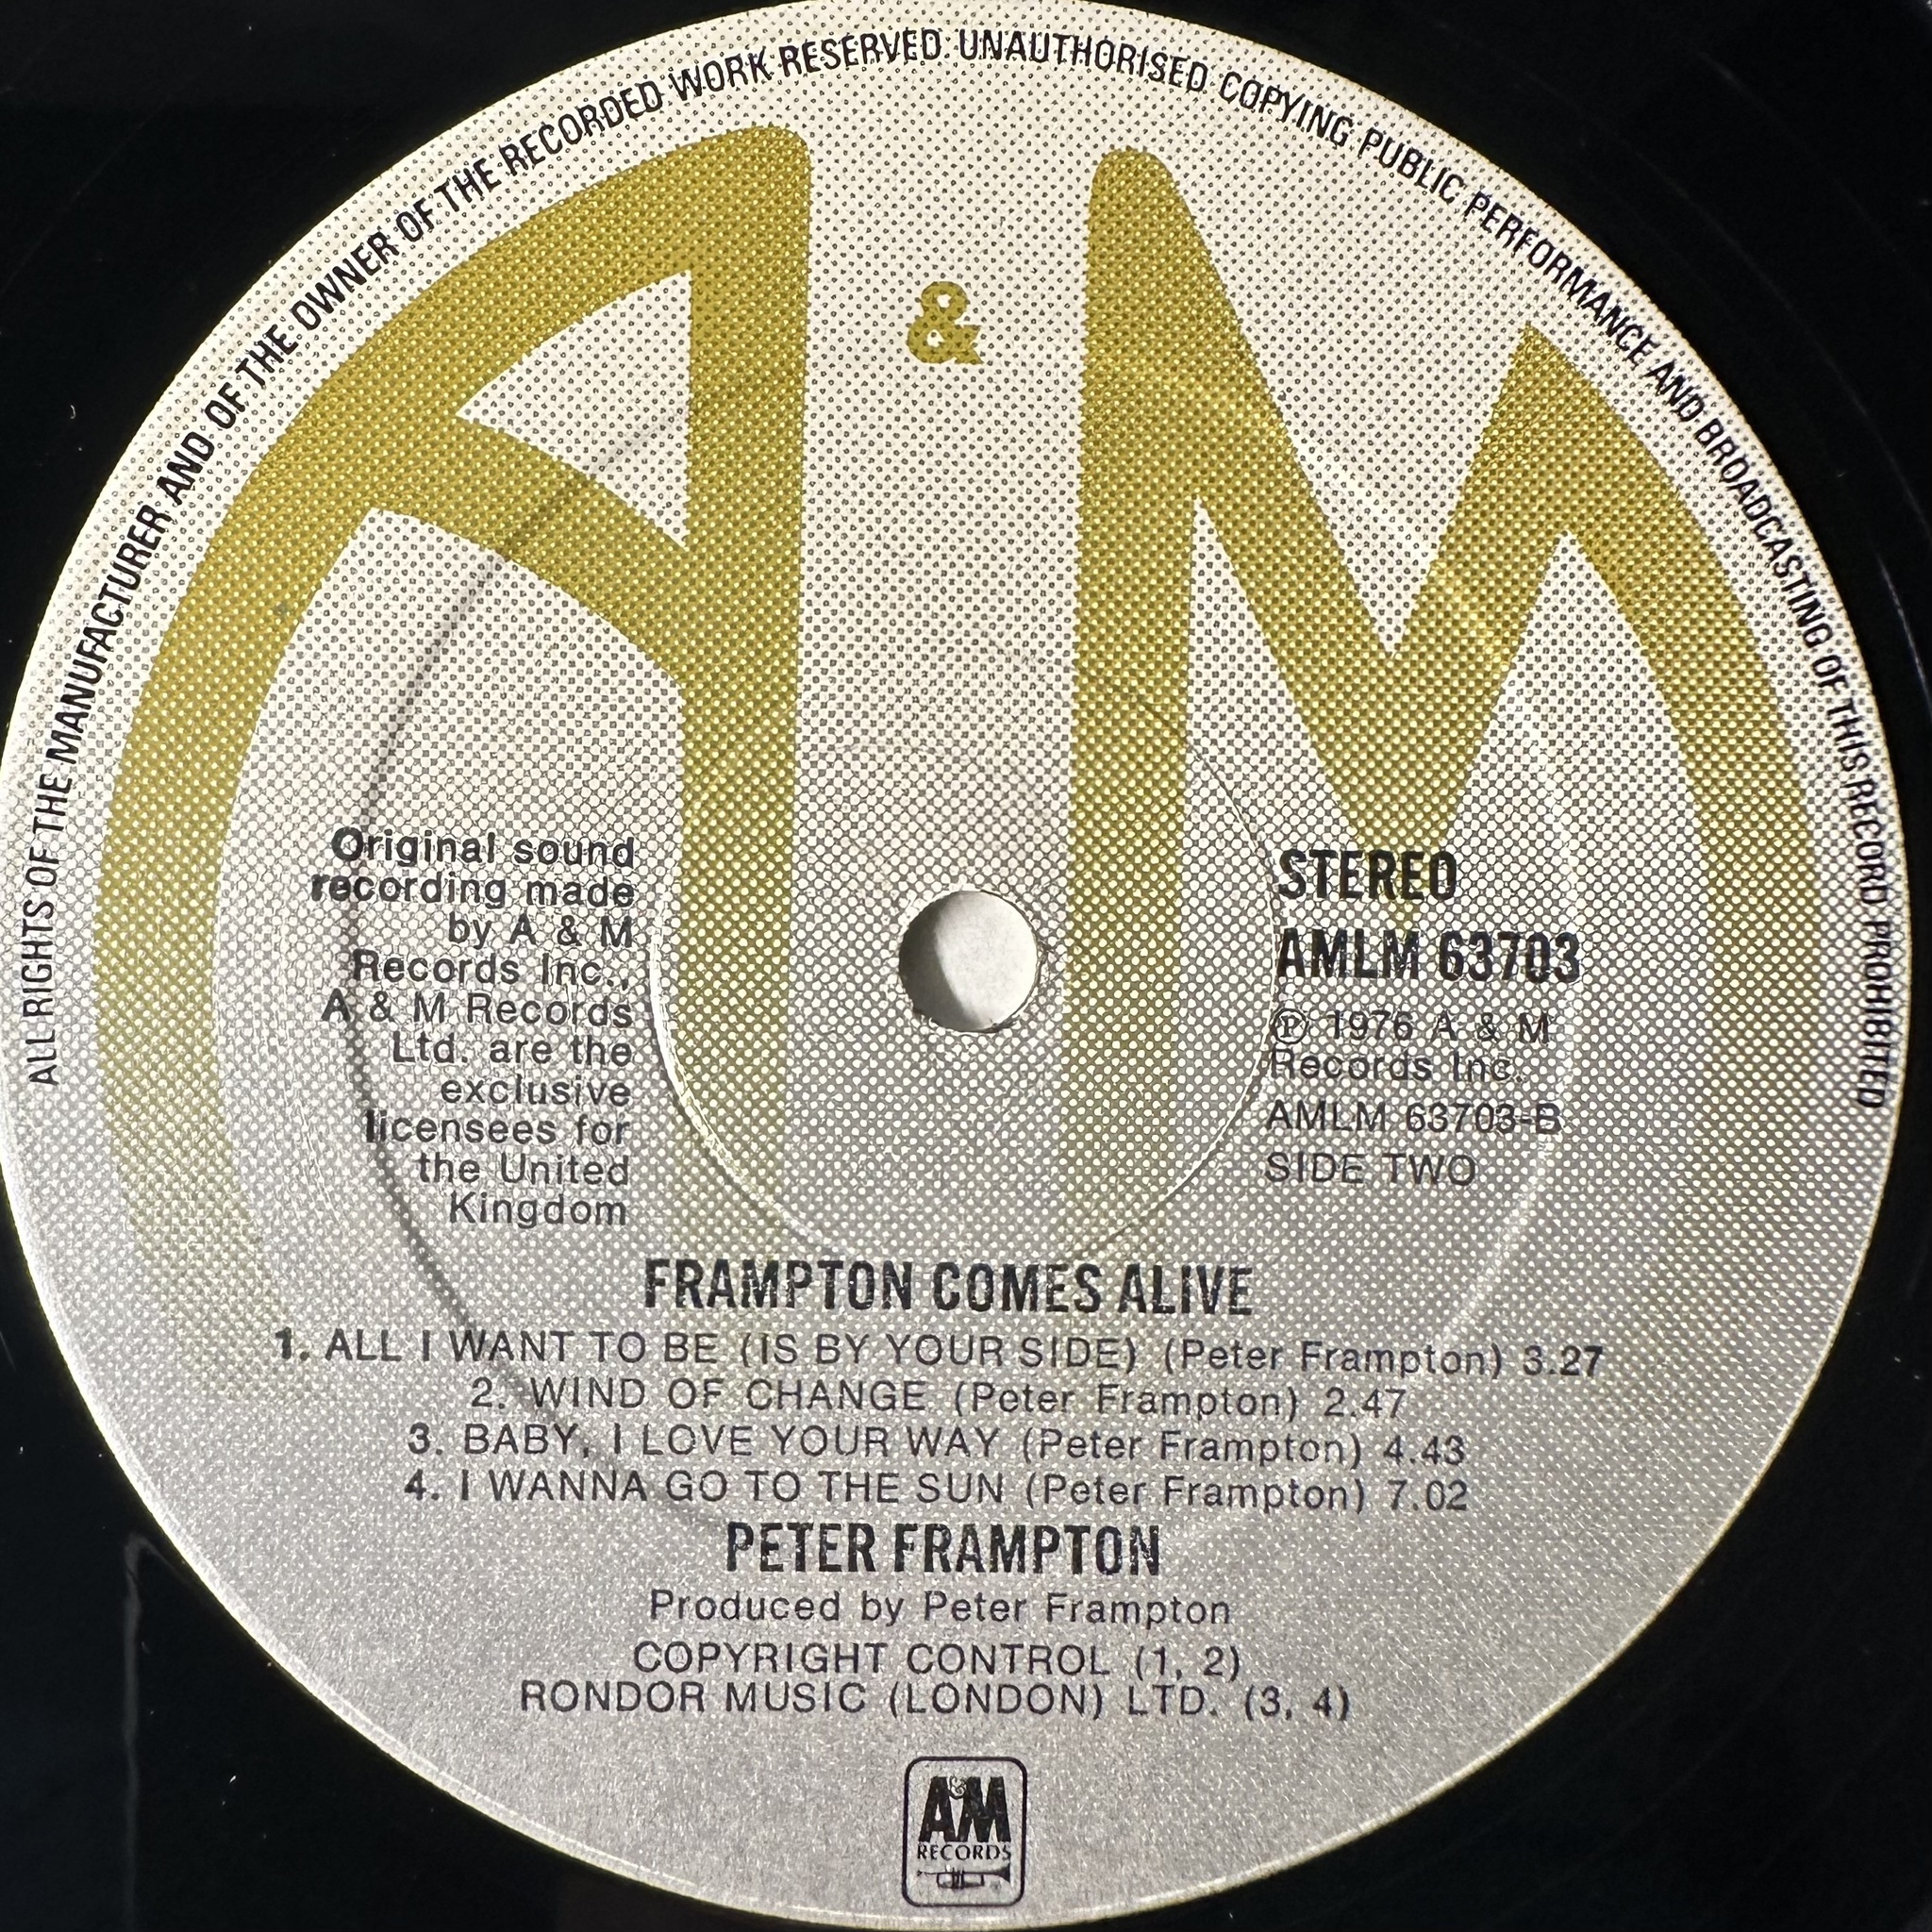 ALL RIGHTS OF THE MANUFACTURER AND OF THE OWNER OF THE RECORDED WORK RESERVED UNAUTHORISED COPYING PUBLIC PERFORMANCE AND BROADCASTING OF THIS RECORD PROHIBITED
A & M
Original sound
recording made
by A & M
Records Inc.,
A & M Records
Ltd. are the
exclusive
licensees for
the United
Kingdom
STEREO
AMLM 63703
℗ 1976 A & M
Records Inc.
AMLM 63703-B
SIDE TWO
FRAMPTON COMES ALIVE
1. ALL I WANT TO BE (IS BY YOUR SIDE) (Peter Frampton) 3.27
2. WIND OF CHANGE (Peter Frampton) 2.47
3. BABY, I LOVE YOUR WAY (Peter Frampton) 4.43
4. I WANNA GO TO THE SUN (Peter Frampton) 7.02
PETER FRAMPTON
Produced by Peter Frampton
COPYRIGHT CONTROL (1, 2)
RONDOR MUSIC (LONDON) LTD. (3, 4)
A&M
RECORDS